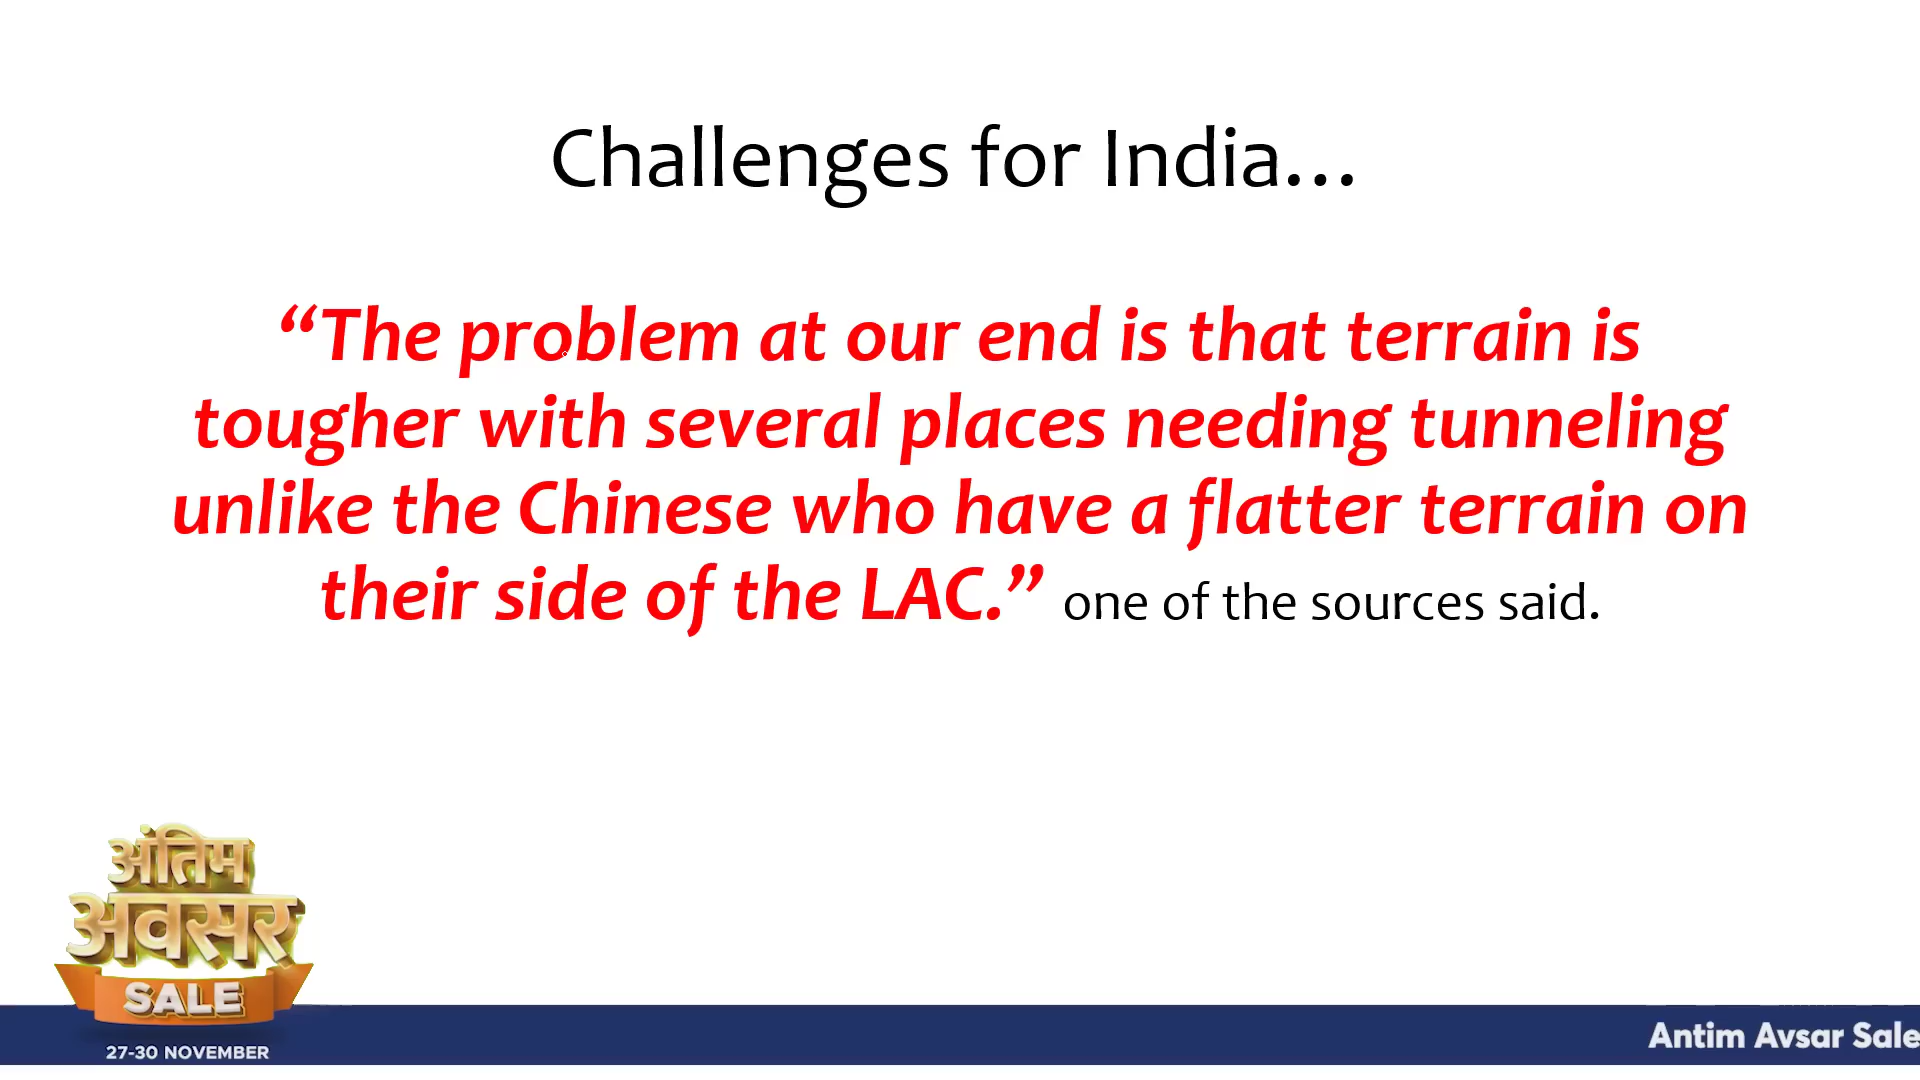 Challenges for India...
“The problem at our end is that terrain is
tougher with several places needing tunneling
unlike the Chinese who have a flatter terrain on
their side of the LAC.” one of the sources said.
अंतिम
अवसर
SALE
27-30 NOVEMBER
Antim Avsar Sale